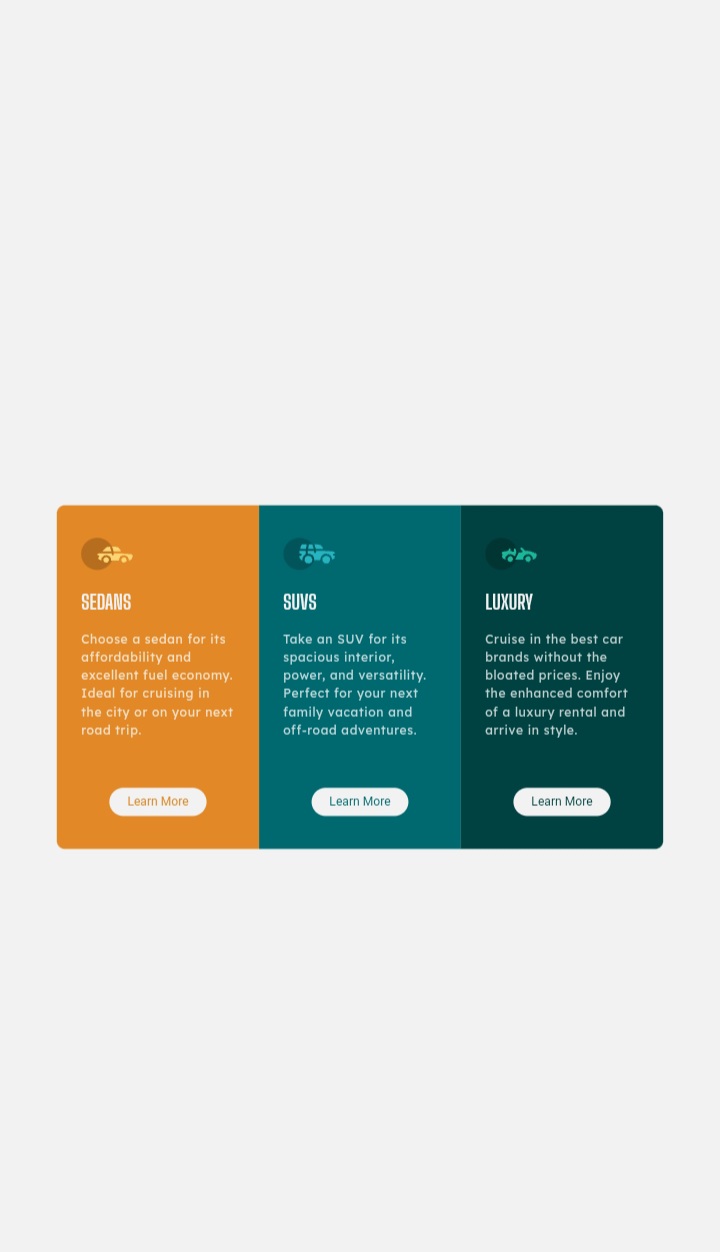 SEDANS
Choose a sedan for its
affordability and
excellent fuel economy.
Ideal for cruising in
the city or on your next
road trip.
Learn More
SUVS
Take an SUV for its
spacious interior,
power, and versatility.
Perfect for your next
family vacation and
off-road adventures.
Learn More
LUXURY
Cruise in the best car
brands without the
bloated prices. Enjoy
the enhanced comfort
of a luxury rental and
arrive in style.
Learn More